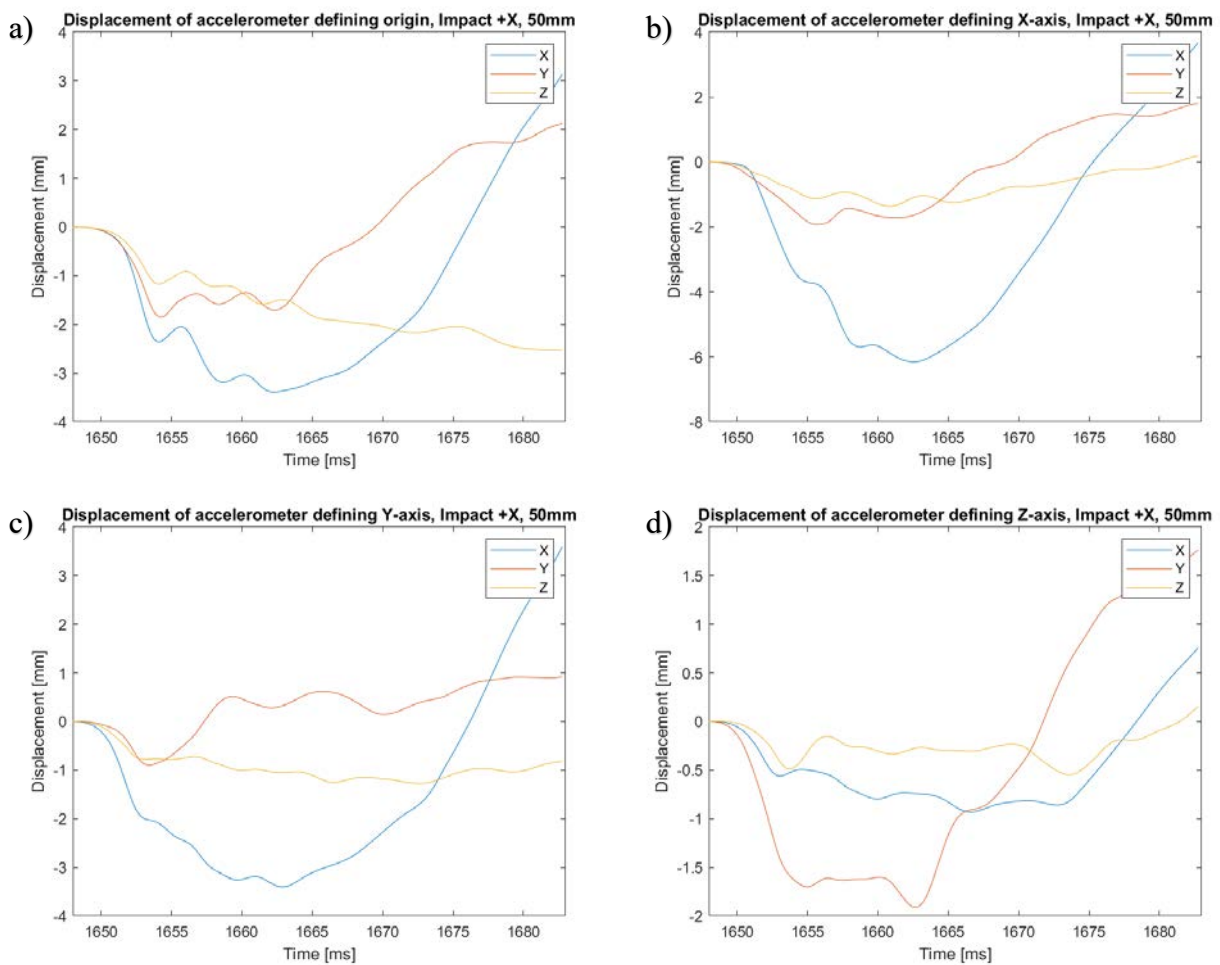 a)
Displacement of accelerometer defining origin, Impact +X, 50mm
4
3
2
1
0
-1
-2
-3
-4
Displacement [mm]
X
Y
Z
1650 1655 1660 1665 1670 1675 1680
Time [ms]
b)
Displacement of accelerometer defining X-axis, Impact +X, 50mm
4
2
0
-2
-4
-6
-8
Displacement [mm]
X
Y
Z
1650 1655 1660 1665 1670 1675 1680
Time [ms]
c)
Displacement of accelerometer defining Y-axis, Impact +X, 50mm
4
3
2
1
0
-1
-2
-3
-4
Displacement [mm]
X
Y
Z
1650 1655 1660 1665 1670 1675 1680
Time [ms]
d)
Displacement of accelerometer defining Z-axis, Impact +X, 50mm
2
1.5
1
0.5
0
-0.5
-1
-1.5
-2
Displacement [mm]
X
Y
Z
1650 1655 1660 1665 1670 1675 1680
Time [ms]